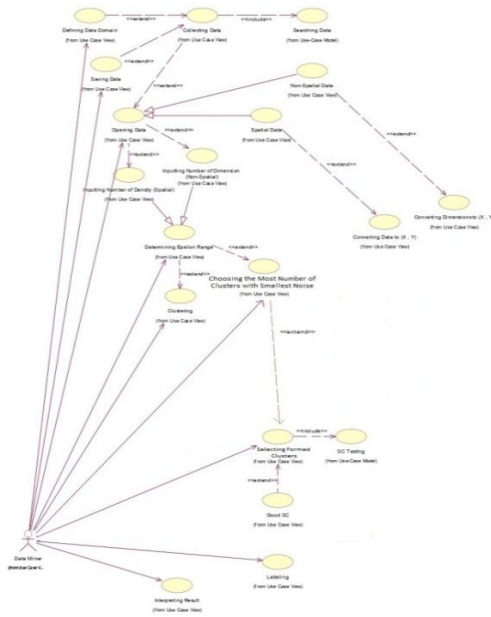 <<extend>>
<<include>>
Defining Data Domain
(from Use Case View)
Collecting Data
(from Use Case View)
Searching Data
(from Use-Case Model)
<<extend>>
Saving Data
(from Use Case View)
<<extend>>
Non-Spatial Data
(from Use Case View)
Opening Data
(from Use Case View)
<<extend>>
Spatial Data
(from Use Case View)
<<extend>>
<<extend>>
Inputting Number of Dimension
(Non-Spatial)
(from Use Case View)
<<extend>>
Inputting Number of Density (Spatial)
(from Use Case View)
Converting Dimensionsto (X , Y)
(from Use Case View)
Converting Data to (X , Y)
(from Use Case View)
Determining Epsilon Range
(from Use Case View)
<<extend>>
<<extend>>
Choosing the Most Number of
Clusters with Smallest Noise
(from Use Case View)
Clustering
(from Use Case View)
<<extend>>
<<include>>
Selecting Formed
Clusters
(from Use Case View)
SC Testing
(from Use-Case Model)
<<extend>>
Good SC
(from Use Case View)
Data Miner
Labeling
(from Use Case View)
Interpreting Result
(from Use Case View)